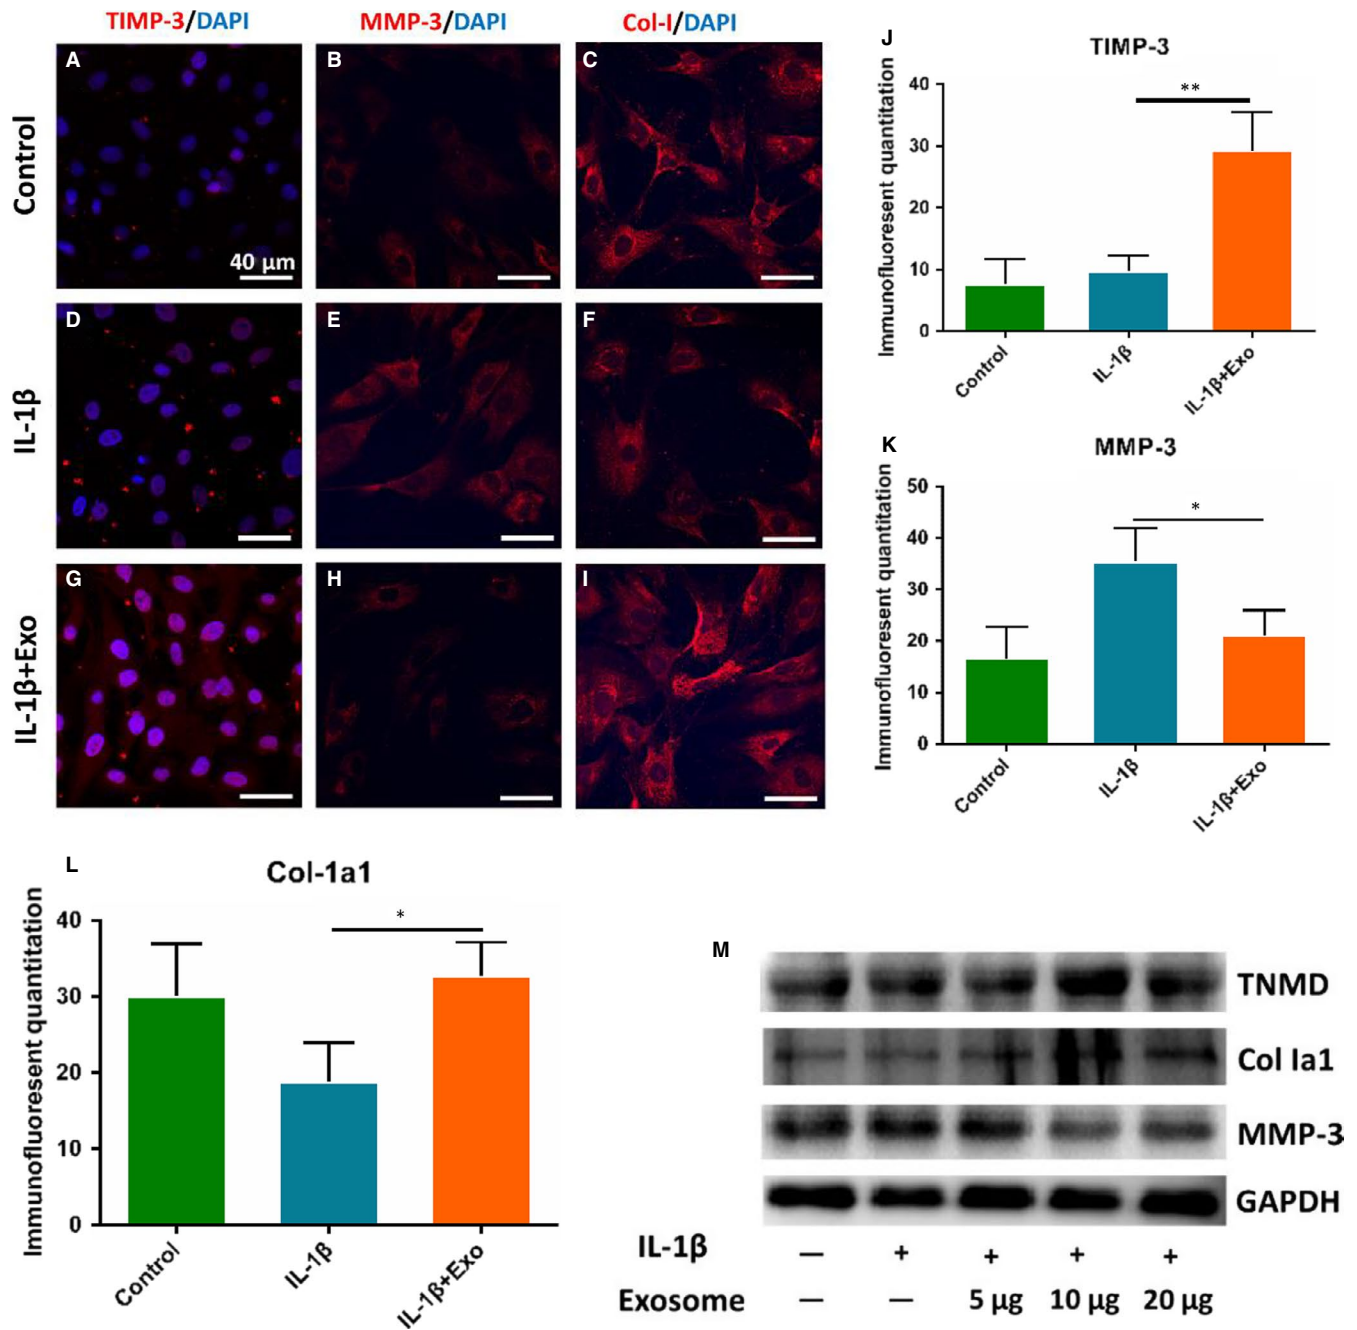 TIMP-3/DAPI MMP-3/DAPI Col-I/DAPI
Control
A
40 µm
B
C
IL-1β
D
E
F
IL-1β+Exo
G
H
I
J
TIMP-3
Immunofluoresent quantitation
40
30
20
10
0
**
Control IL-1β IL-1β+Exo
K
MMP-3
Immunofluoresent quantitation
50
40
30
20
10
0
*
Control IL-1β IL-1β+Exo
L
Col-1a1
Immunofluoresent quantitation
40
30
20
10
0
*
Control IL-1β IL-1β+Exo
M
TNMD
Col Ia1
MMP-3
GAPDH
IL-1β — + + + +
Exosome — — 5 µg 10 µg 20 µg